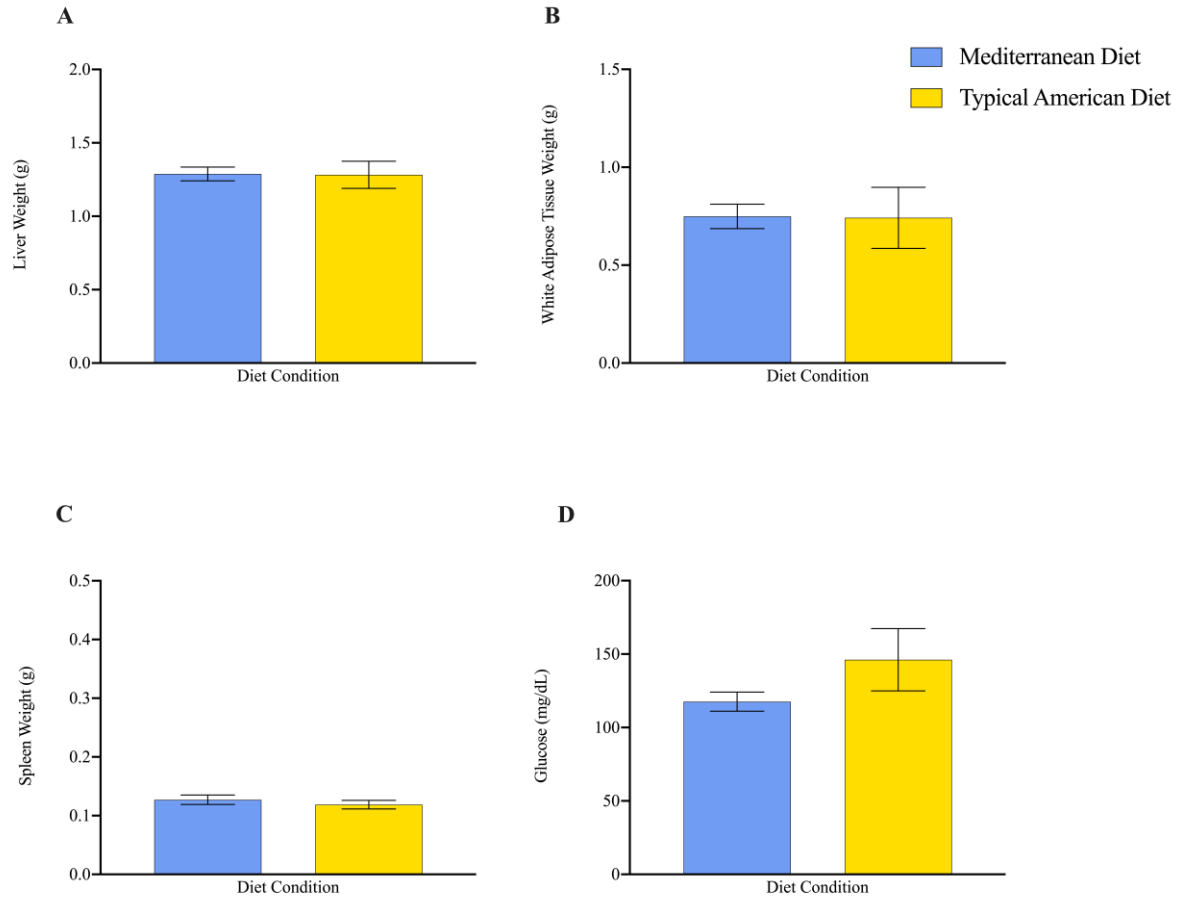 A
B
Mediterranean Diet
Typical American Diet
2.0
1.5
1.0
0.5
0.0
Liver Weight (g)
Diet Condition
1.5
1.0
0.5
0.0
White Adipose Tissue Weight (g)
Diet Condition
C
D
0.5
0.4
0.3
0.2
0.1
0.0
Spleen Weight (g)
Diet Condition
200
150
100
50
0
Glucose (mg/dL)
Diet Condition